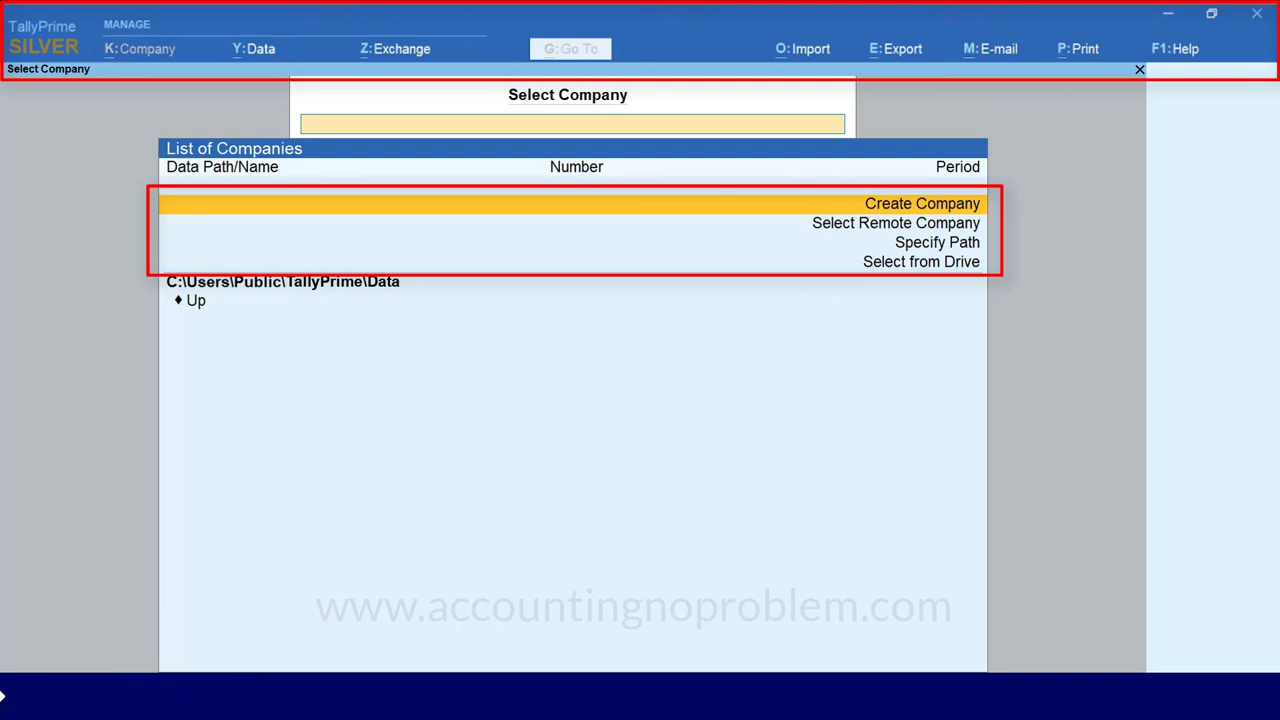 TallyPrime
MANAGE
SILVER
K:Company Y:Data Z:Exchange G:Go To O:Import E:Export M:E-mail P:Print F1:Help
Select Company
Select Company
List of Companies
Data Path/Name Number Period
Create Company
Select Remote Company
Specify Path
Select from Drive
C:\Users\Public\TallyPrime\Data
♦ Up
www.accountingnoproblem.com